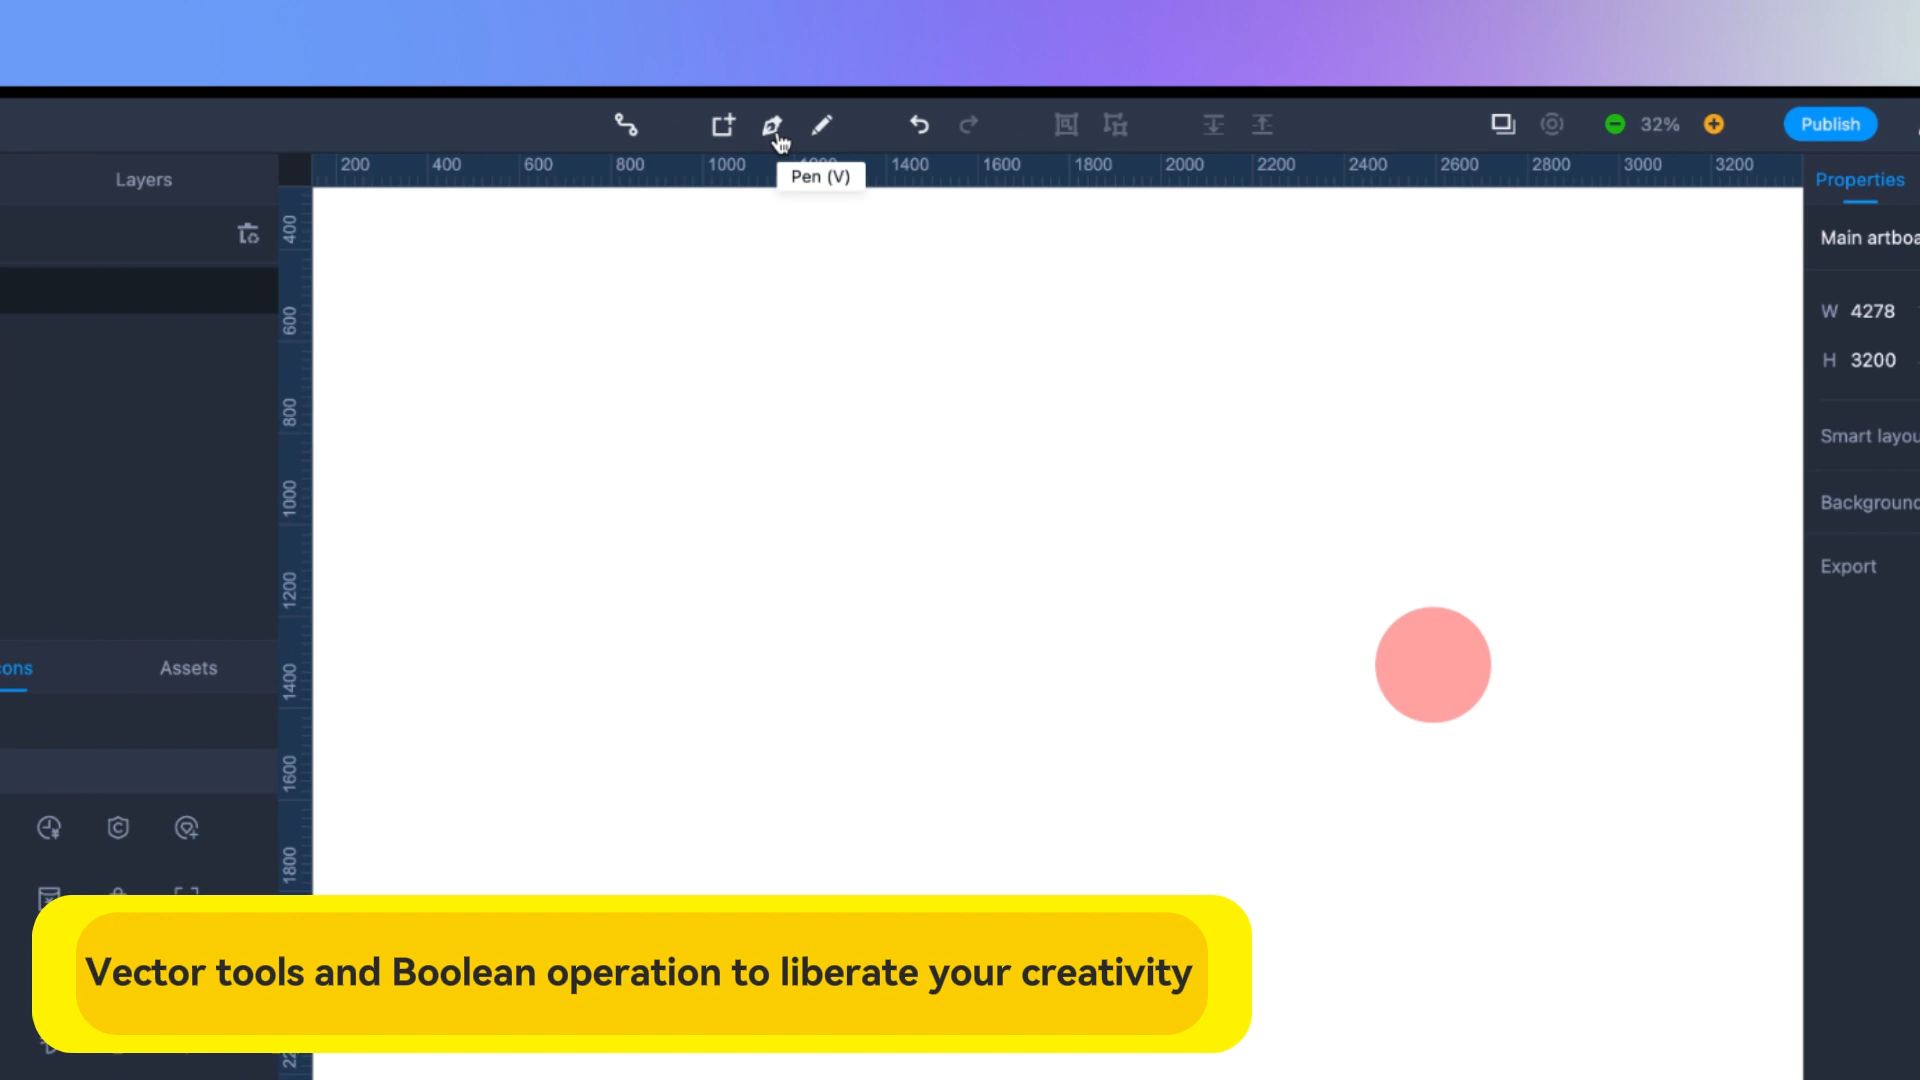 32%
Publish
Layers
200 400 600 800 1000 1400 1600 1800 2000 2200 2400 2600 2800 3000 3200
Pen (V)
Properties
Main artboa
W 4278
H 3200
Smart layou
Background
Export
400
600
800
1000
1200
1400
1600
1800
cons
Assets
Vector tools and Boolean operation to liberate your creativity